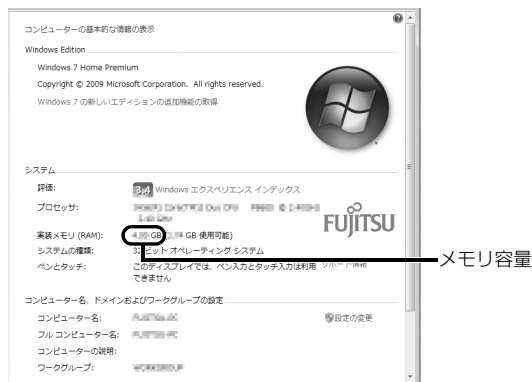 コンピューターの基本的な情報の表示
Windows Edition
Windows 7 Home Premium
Copyright © 2009 Microsoft Corporation. All rights reserved.
Windows 7 の新しいエディションの追加機能の取得
システム
評価:
3.4 Windows エクスペリエンス インデックス
プロセッサ:
FUJITSU
実装メモリ (RAM):
GB GB 使用可能)
システムの種類:
32 ビット オペレーティング システム
メモリ容量
ペンとタッチ:
このディスプレイでは、ペン入力とタッチ入力は利用できません
サポート情報
コンピューター名、ドメインおよびワークグループの設定
コンピューター名:
設定の変更
フル コンピューター名:
コンピューターの説明:
ワークグループ:
WORKGROUP